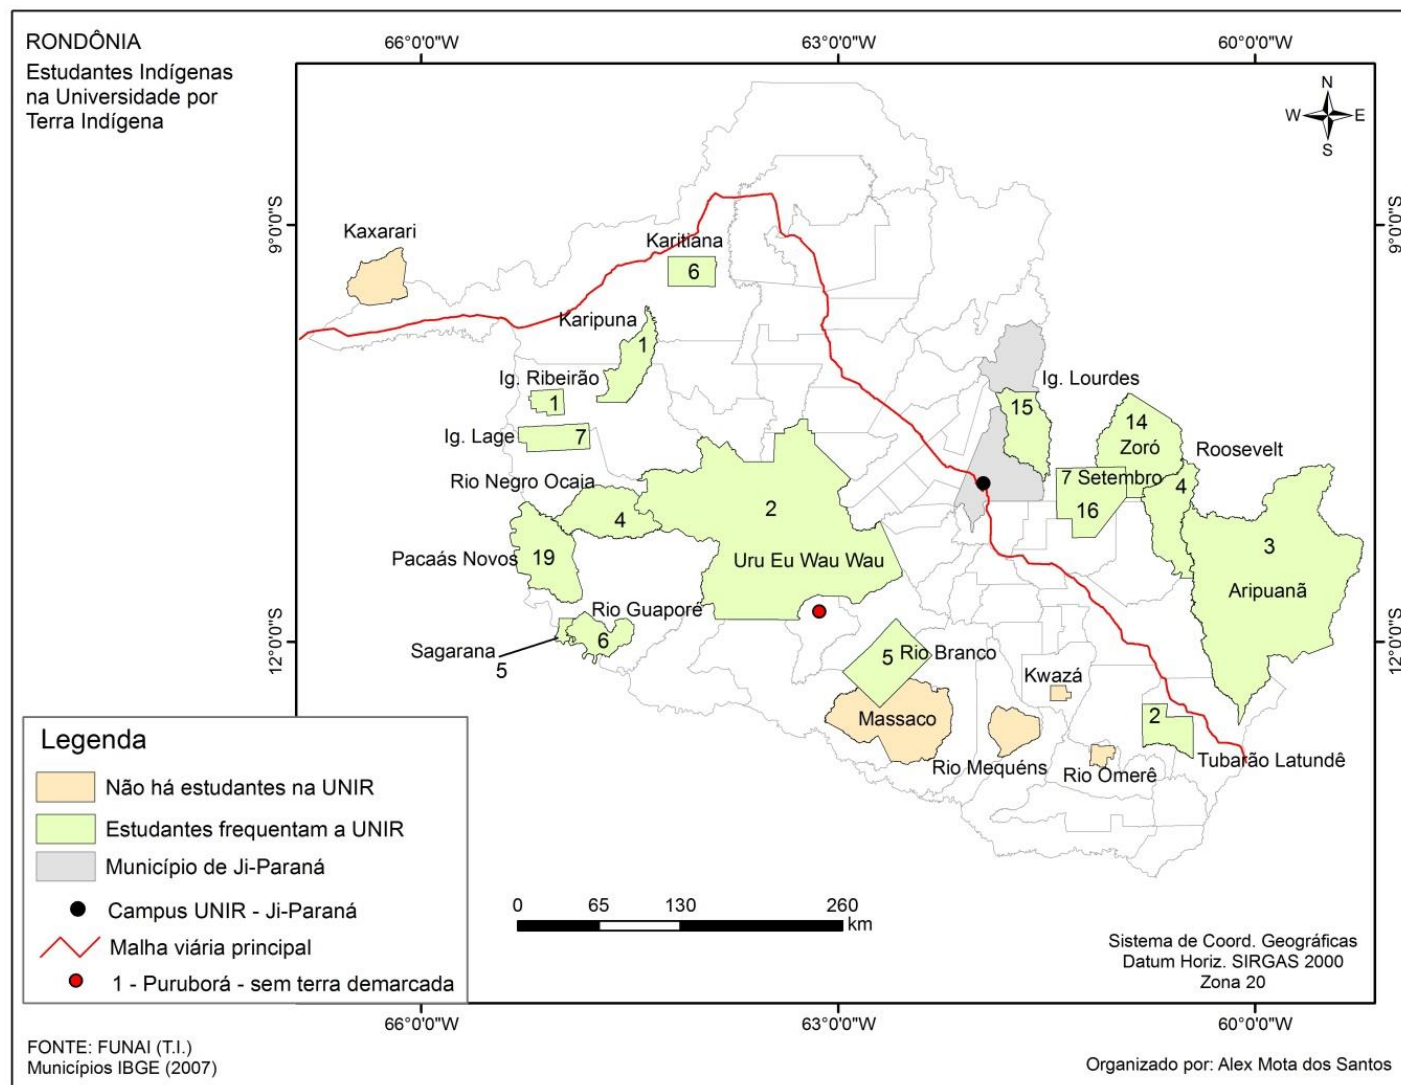 RONDÔNIA
Estudantes Indígenas
na Universidade por
Terra Indígena
66°0'0"W
63°0'0"W
60°0'0"W
N
W
E
S
9°0'0"S
9°0'0"S
Kaxarari
Karitiana
6
Karipuna
1
Ig. Ribeirão
1
Ig. Lourdes
15
14
Zoró
Ig. Lage
7
Roosevelt
7 Setembro
4
16
Rio Negro Ocaia
4
2
Uru Eu Wau Wau
3
Aripuanã
Pacaás Novos
19
Rio Guaporé
6
Sagarana
5
12°0'0"S
12°0'0"S
5
Rio Branco
Kwazá
Massaco
2
Rio Mequéns
Rio Omerê
Tubarão Latundê
Legenda
Não há estudantes na UNIR
Estudantes frequentam a UNIR
Município de Ji-Paraná
Campus UNIR - Ji-Paraná
Malha viária principal
1 - Puruborá - sem terra demarcada
0
65
130
260
km
Sistema de Coord. Geográficas
Datum Horiz. SIRGAS 2000
Zona 20
66°0'0"W
63°0'0"W
60°0'0"W
FONTE: FUNAI (T.I.)
Municípios IBGE (2007)
Organizado por: Alex Mota dos Santos